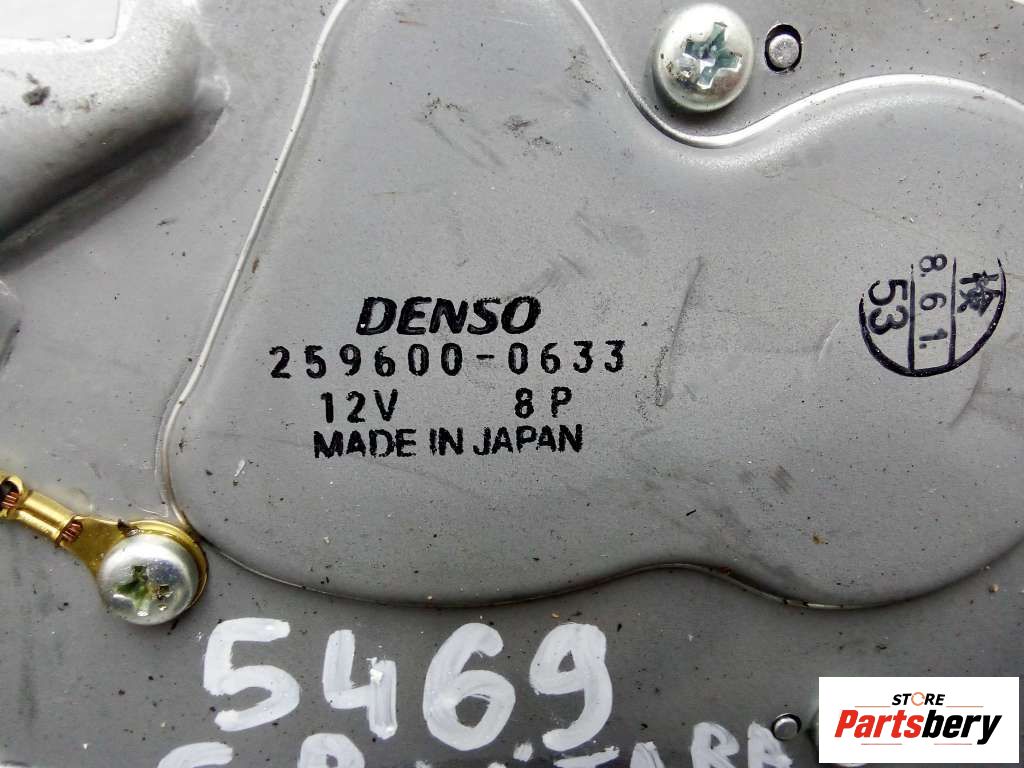 DENSO
259600-0633
12V 8P
MADE IN JAPAN
検
8.6 1.
53
5469
STORE
Partsbery